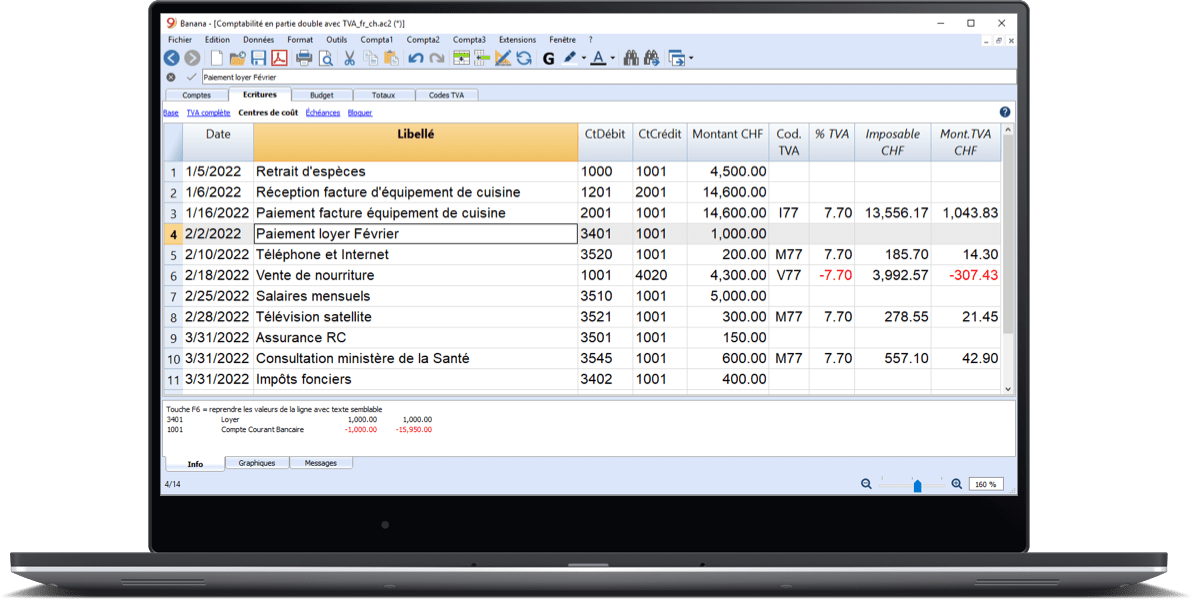 9 Banana - [Comptabilité en partie double avec TVA_fr_ch.ac2 (*)]
Fichier Edition Données Format Outils Compta1 Compta2 Compta3 Extensions Fenêtre ?
G A
Paiement loyer Février
Comptes Ecritures Budget Totaux Codes TVA
Base TVA complète Centres de coût Échéances Bloquer ?
Date Libellé CtDébit CtCrédit Montant CHF Cod. TVA % TVA Imposable CHF Mont.TVA CHF
1 1/5/2022 Retrait d'espèces 1000 1001 4,500.00
2 1/6/2022 Réception facture d'équipement de cuisine 1201 2001 14,600.00
3 1/16/2022 Paiement facture équipement de cuisine 2001 1001 14,600.00 I77 7.70 13,556.17 1,043.83
4 2/2/2022 Paiement loyer Février 3401 1001 1,000.00
5 2/10/2022 Téléphone et Internet 3520 1001 200.00 M77 7.70 185.70 14.30
6 2/18/2022 Vente de nourriture 1001 4020 4,300.00 V77 -7.70 3,992.57 -307.43
7 2/25/2022 Salaires mensuels 3510 1001 5,000.00
8 2/28/2022 Télévision satellite 3521 1001 300.00 M77 7.70 278.55 21.45
9 3/31/2022 Assurance RC 3501 1001 150.00
10 3/31/2022 Consultation ministère de la Santé 3545 1001 600.00 M77 7.70 557.10 42.90
11 3/31/2022 Impôts fonciers 3402 1001 400.00
Touche F6 = reprendre les valeurs de la ligne avec texte semblable
3401 Loyer 1,000.00 1,000.00
1001 Compte Courant Bancaire -1,000.00 -15,950.00
Info Graphiques Messages
4/14 160 %